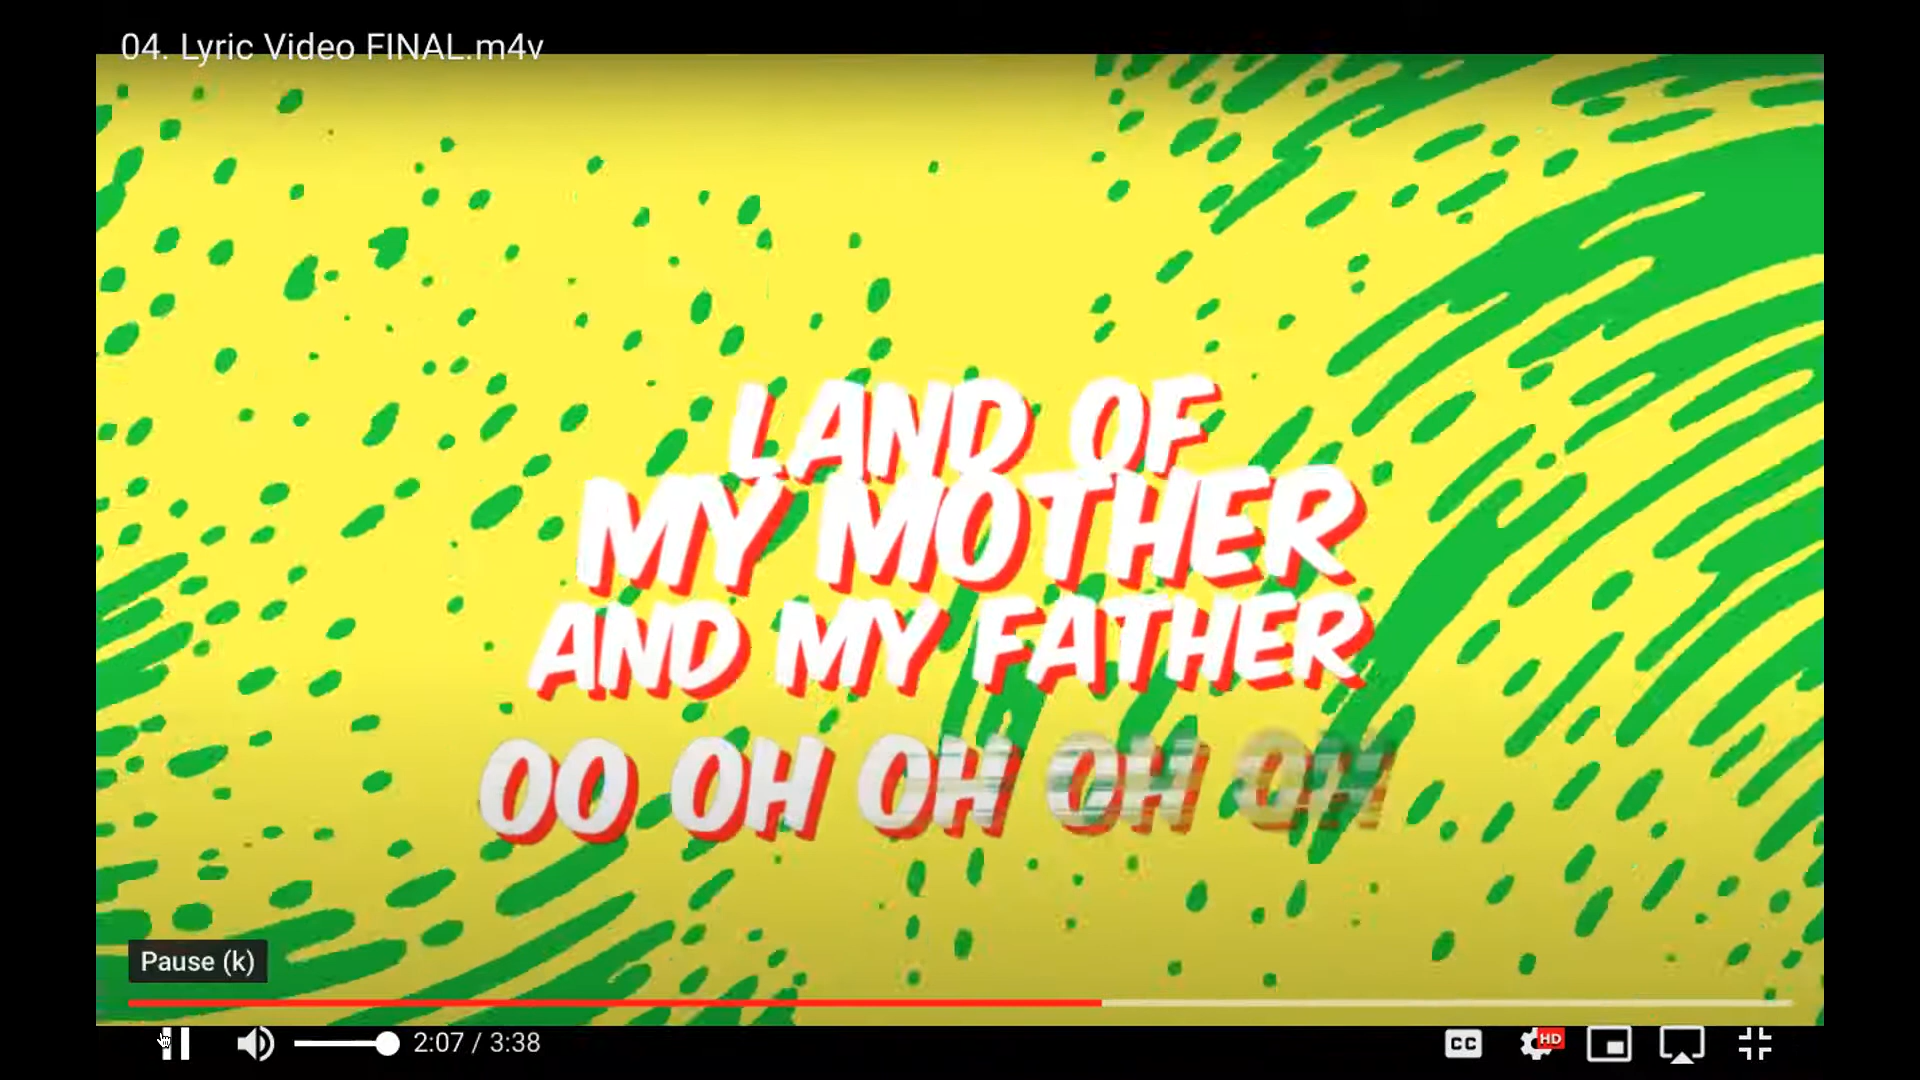 04. Lyric Video FINAL.m4v
LAND OF
MY MOTHER
AND MY FATHER
OO OH OH OH OH
Pause (k)
2:07 / 3:38
CC
HD